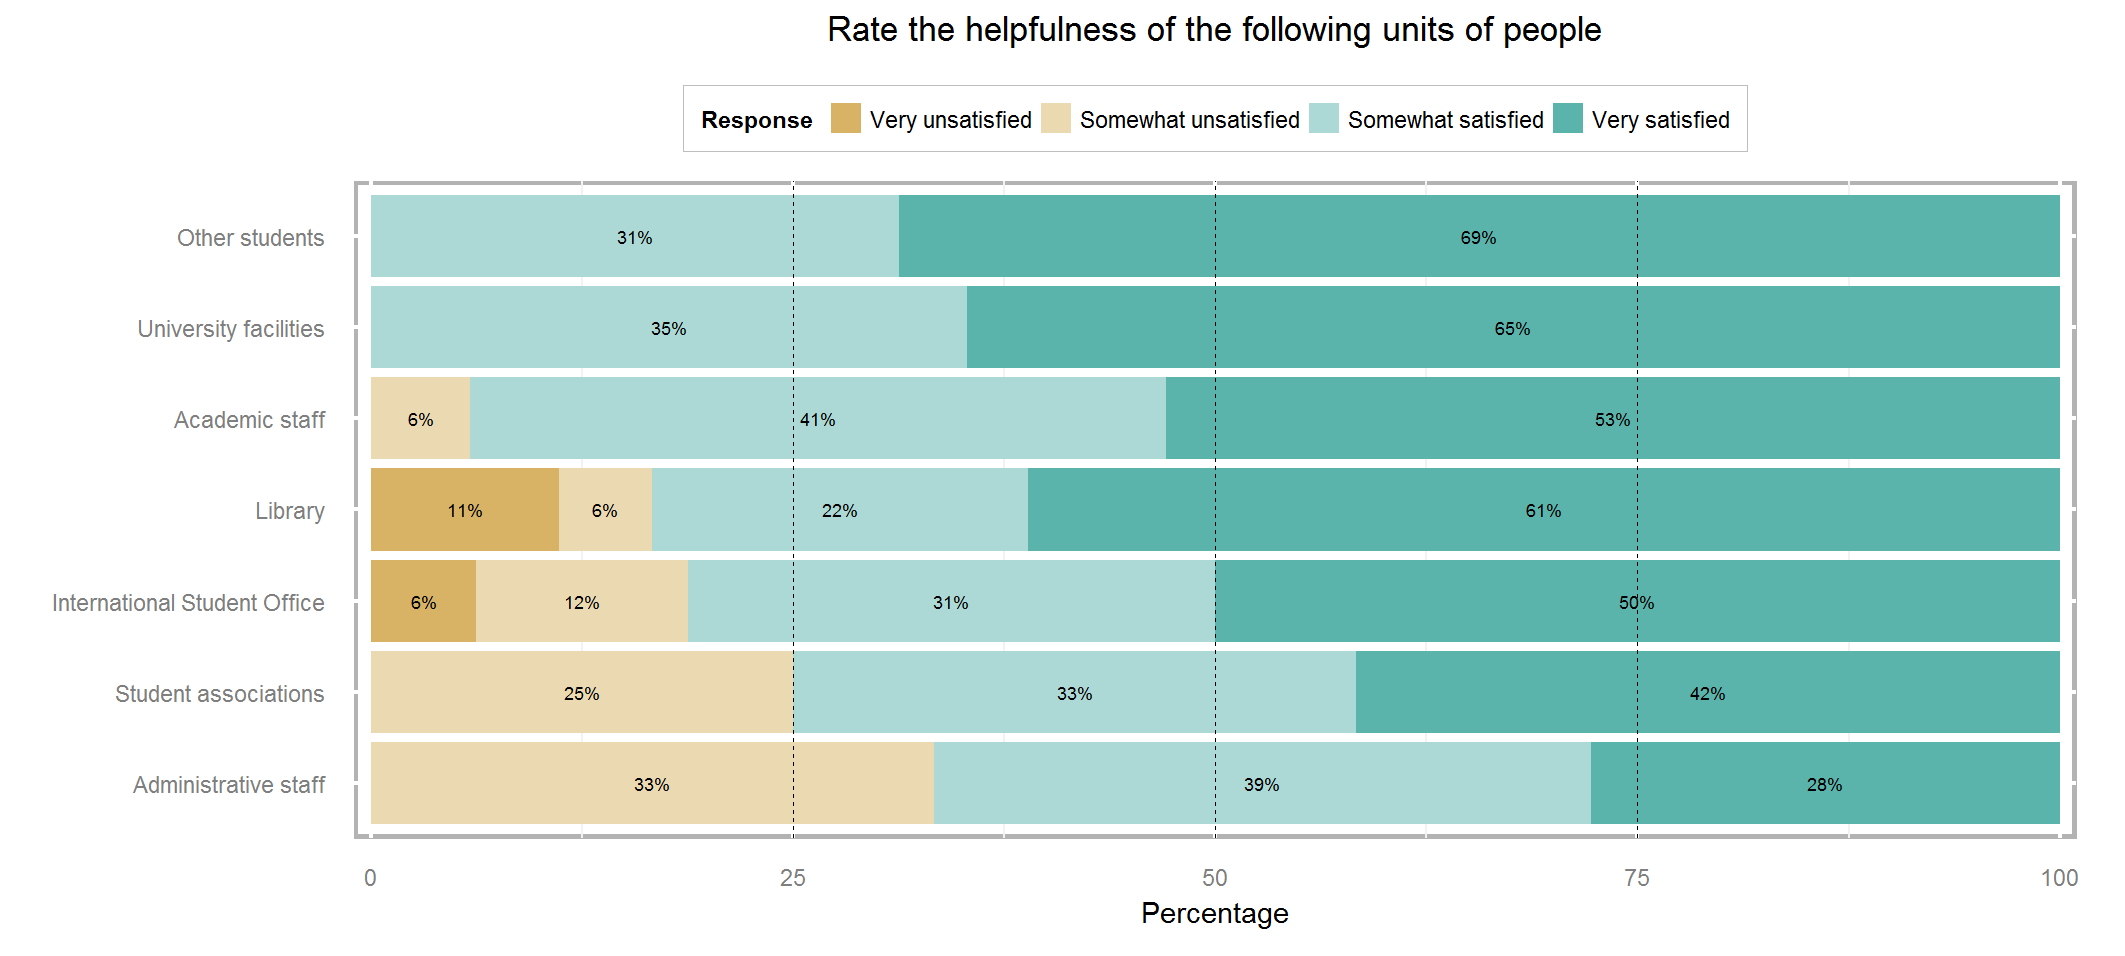 Rate the helpfulness of the following units of people
Response Very unsatisfied Somewhat unsatisfied Somewhat satisfied Very satisfied
Other students 31% 69%
University facilities 35% 65%
Academic staff 6% 41% 53%
Library 11% 6% 22% 61%
International Student Office 6% 12% 31% 50%
Student associations 25% 33% 42%
Administrative staff 33% 39% 28%
0 25 50 75 100
Percentage